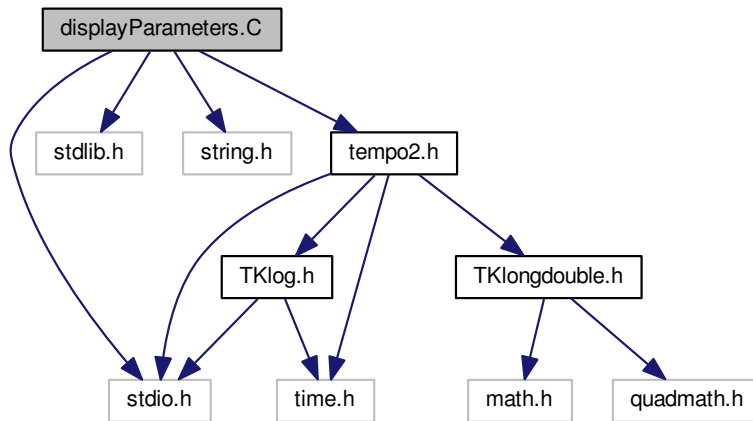 displayParameters.C
stdlib.h
string.h
tempo2.h
TKlog.h
TKlongdouble.h
stdio.h
time.h
math.h
quadmath.h